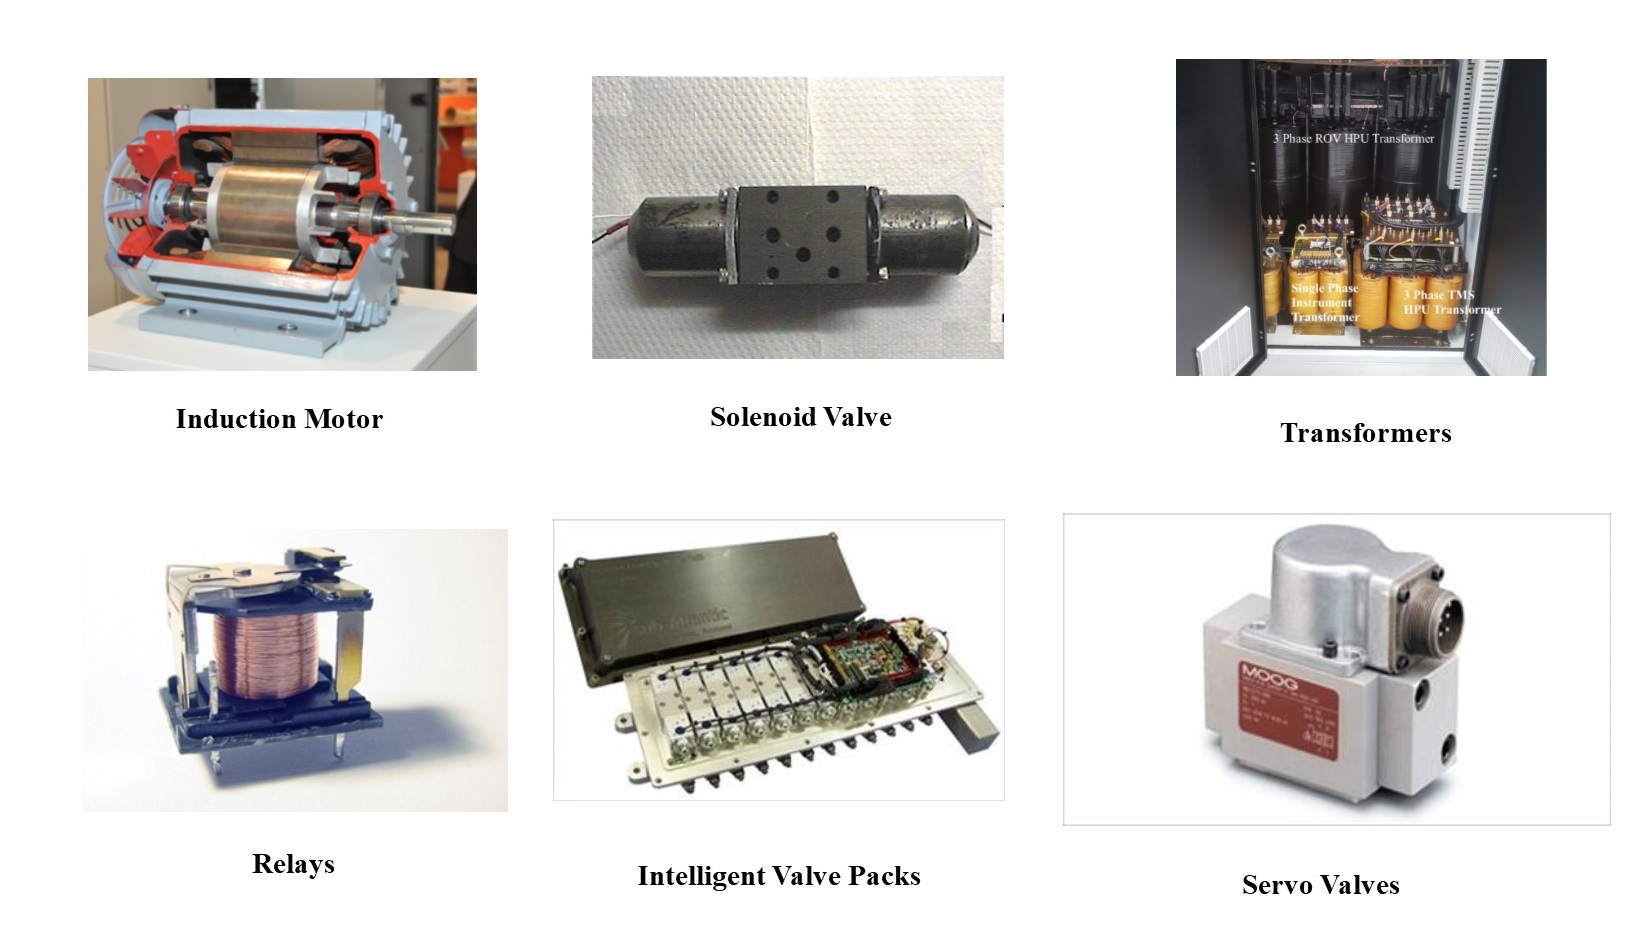 3 Phase ROV HPU Transformer
Single Phase
Instrument
Transformer
3 Phase TMS
HPU Transformer
Induction Motor
Solenoid Valve
Transformers
MOOG
Relays
Intelligent Valve Packs
Servo Valves